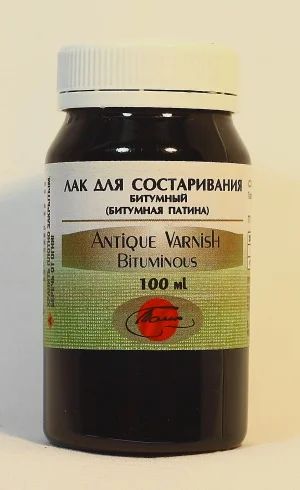 ЛАК ДЛЯ СОСТАРИВАНИЯ
БИТУМНЫЙ
(БИТУМНАЯ ПАТИНА)
ANTIQUE VARNISH
BITUMINOUS
100 ml